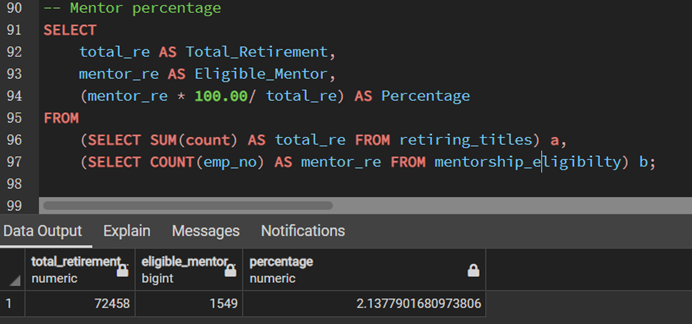 90 -- Mentor percentage
91 SELECT
92 total_re AS Total_Retirement,
93 mentor_re AS Eligible_Mentor,
94 (mentor_re * 100.00/ total_re) AS Percentage
95 FROM
96 (SELECT SUM(count) AS total_re FROM retiring_titles) a,
97 (SELECT COUNT(emp_no) AS mentor_re FROM mentorship_eligibilty) b;
98
99
Data Output Explain Messages Notifications
total_retirement.. eligible_mentor.. percentage
numeric bigint numeric
1 72458 1549 2.1377901680973806